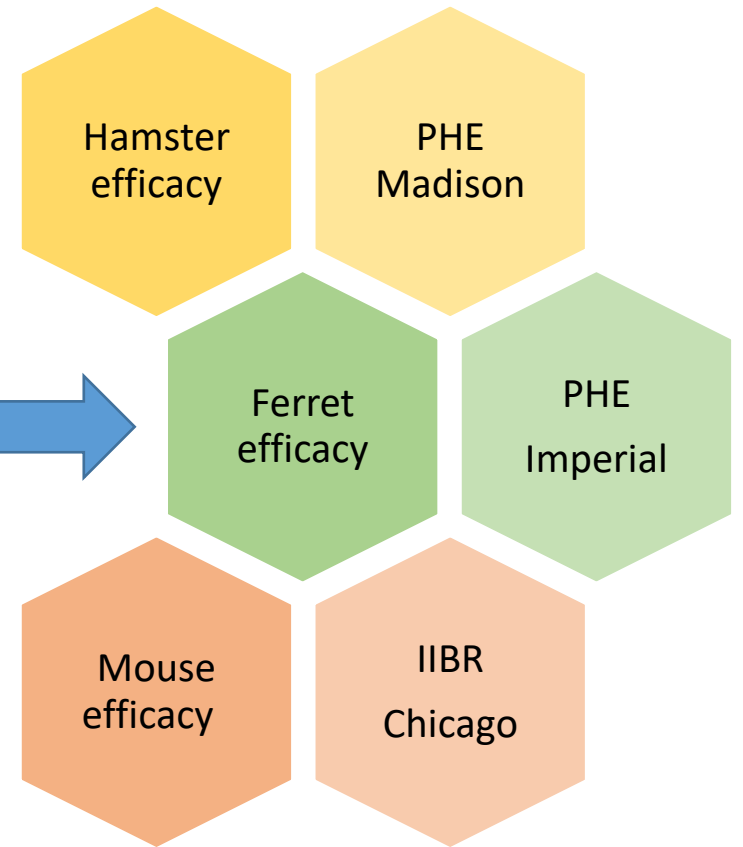 Hamster
efficacy
PHE
Madison
Ferret
efficacy
PHE
Imperial
Mouse
efficacy
IIBR
Chicago